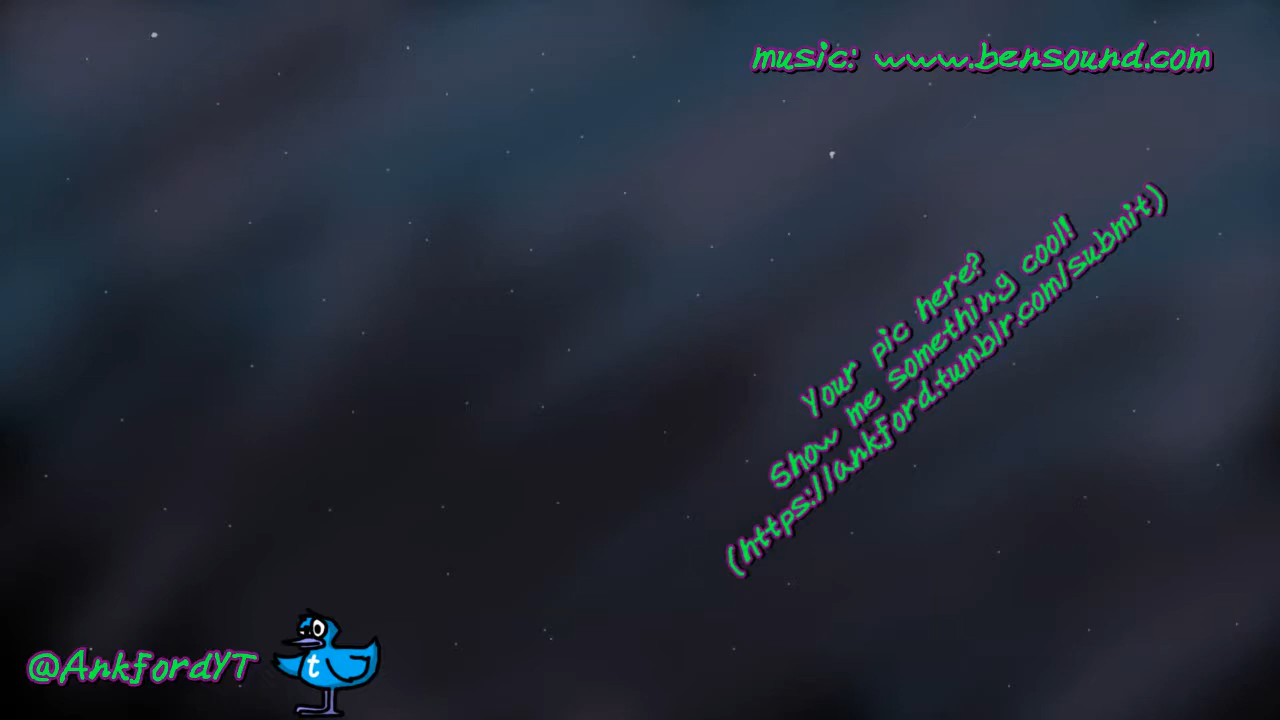 music: www.bensound.com
Your pic here?
Show me something cool!
(https://ankford.tumblr.com/submit)
@AnkfordYT
t